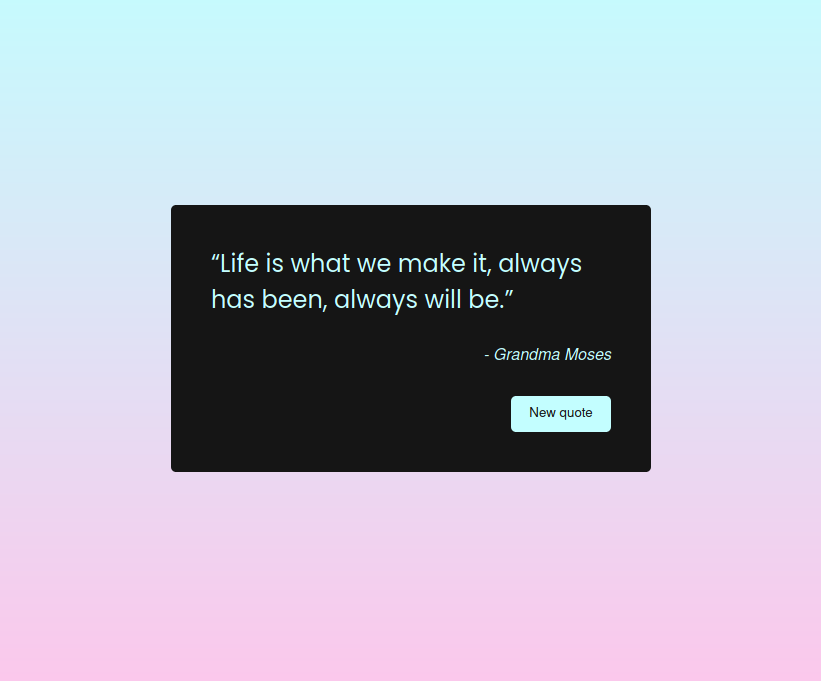 “Life is what we make it, always
has been, always will be.”
- Grandma Moses
New quote